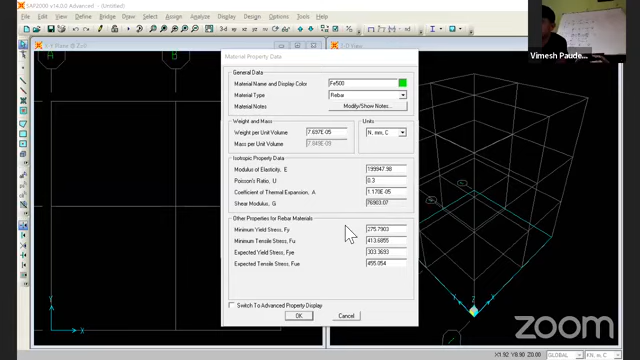 SAP2000 v14.0.0 Advanced - (Untitled)
File Edit View Define Bridge Draw Select Assign Analyze Display Design Options Tools Help
X-Y Plane @ Z=0
3-D View
A
B
Material Property Data
General Data
Material Name and Display Color Fe500
Material Type Rebar
Material Notes Modify/Show Notes...
Weight and Mass
Units
Weight per Unit Volume 7.697E-05
N, mm, C
Mass per Unit Volume 7.849E-09
Isotropic Property Data
Modulus of Elasticity, E 199947.98
Poisson's Ratio, U 0.3
Coefficient of Thermal Expansion, A 1.170E-05
Shear Modulus, G 76903.07
Other Properties for Rebar Materials
Minimum Yield Stress, Fy 275.7903
Minimum Tensile Stress, Fu 413.6855
Expected Yield Stress, Fye 303.3693
Expected Tensile Stress, Fue 455.054
Switch To Advanced Property Display
OK Cancel
Y
X
Z
Y
X
Vimesh Paude...
zoom
X1.92 Y8.90 Z0.00
GLOBAL
KN, m, C